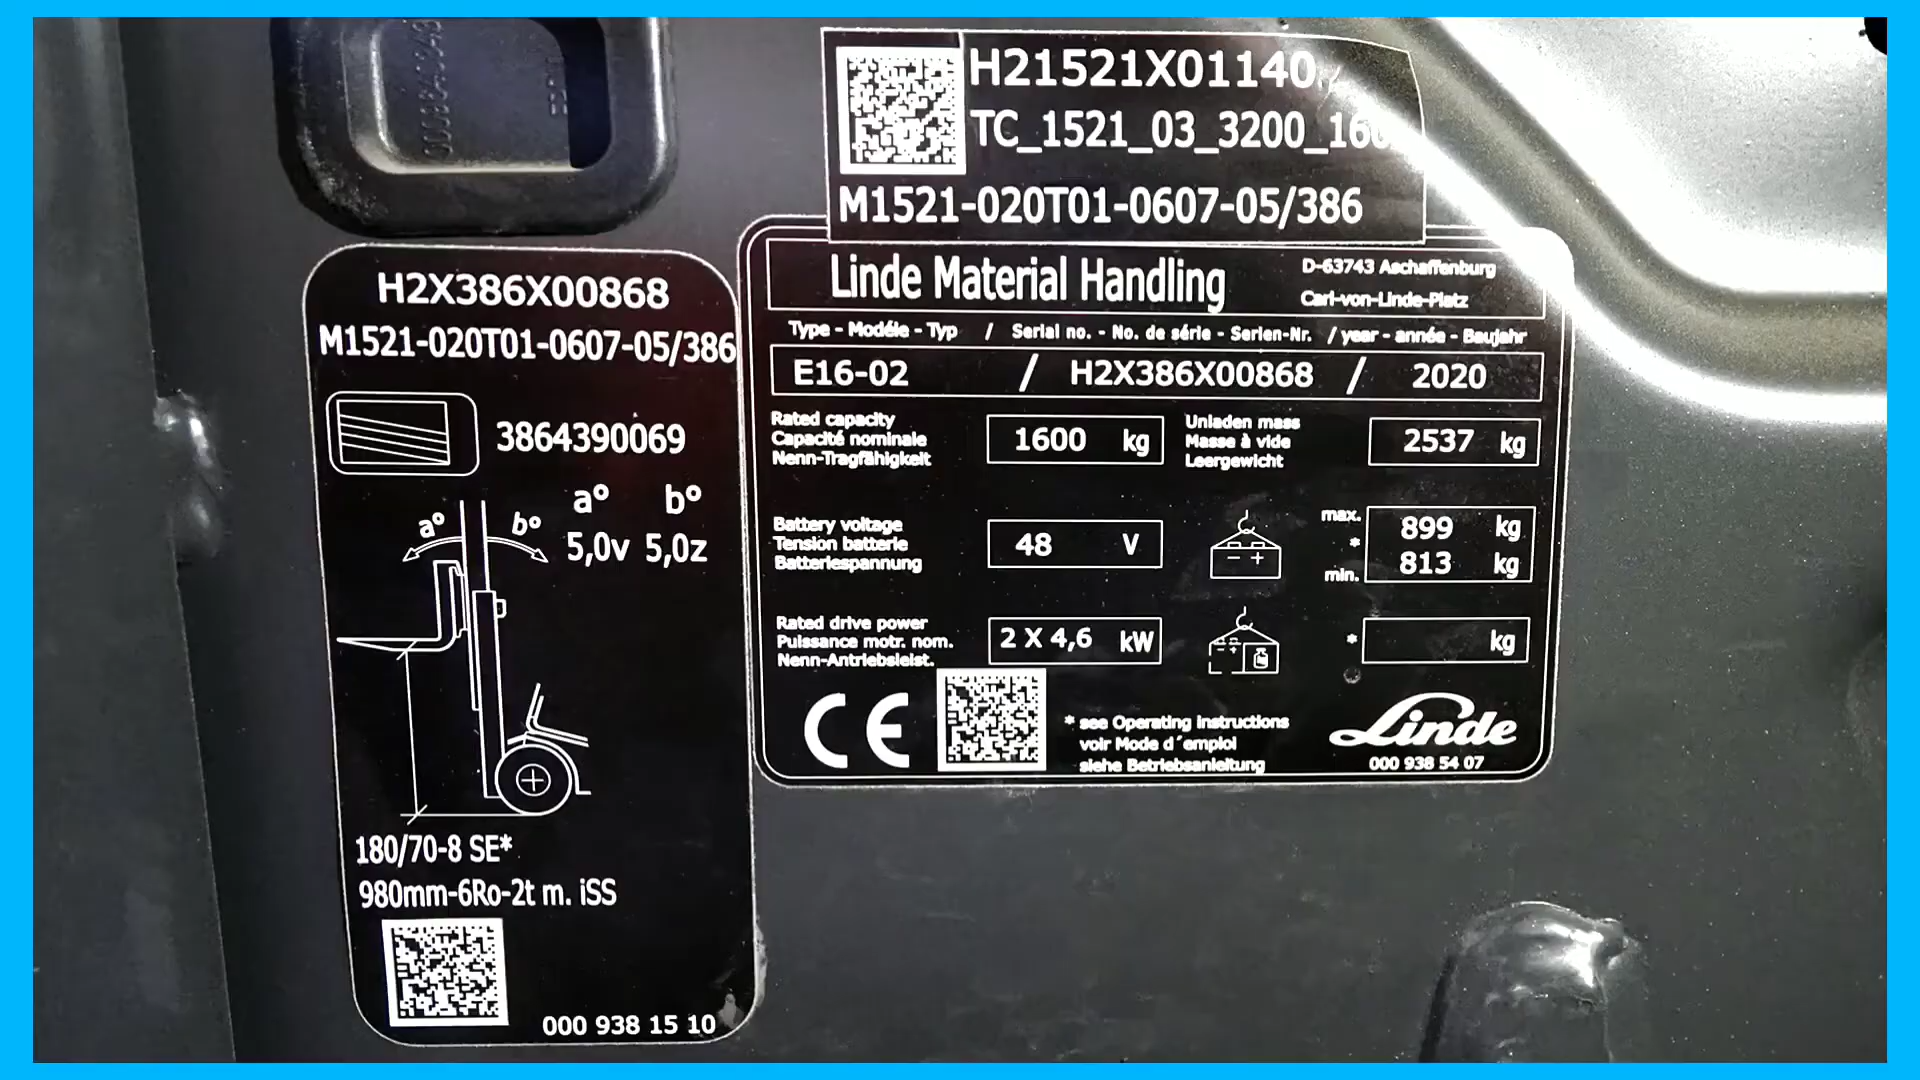 H21521X01140
TC_1521_03_3200_160
M1521-020T01-0607-05/386
H2X386X00868
M1521-020T01-0607-05/386
3864390069
a° b°
a° b°
5,0v 5,0z
180/70-8 SE*
980mm-6Ro-2t m. iSS
000 938 15 10
Linde Material Handling
D-63743 Aschaffenburg
Carl-von-Linde-Platz
Type - Modéle - Typ / Serial no. - No. de série - Serien-Nr. / year - année - Baujahr
E16-02 / H2X386X00868 / 2020
Rated capacity
Capacité nominale
Nenn-Tragfähigkeit
1600 kg
Unladen mass
Masse à vide
Leergewicht
2537 kg
Battery voltage
Tension batterie
Batteriespannung
48 V
max. 899 kg
*
min. 813 kg
Rated drive power
Puissance motr. nom.
Nenn-Antriebsleist.
2 X 4,6 kW
* kg
CE
* see Operating instructions
voir Mode d´emploi
siehe Betriebsanleitung
Linde
000 938 54 07